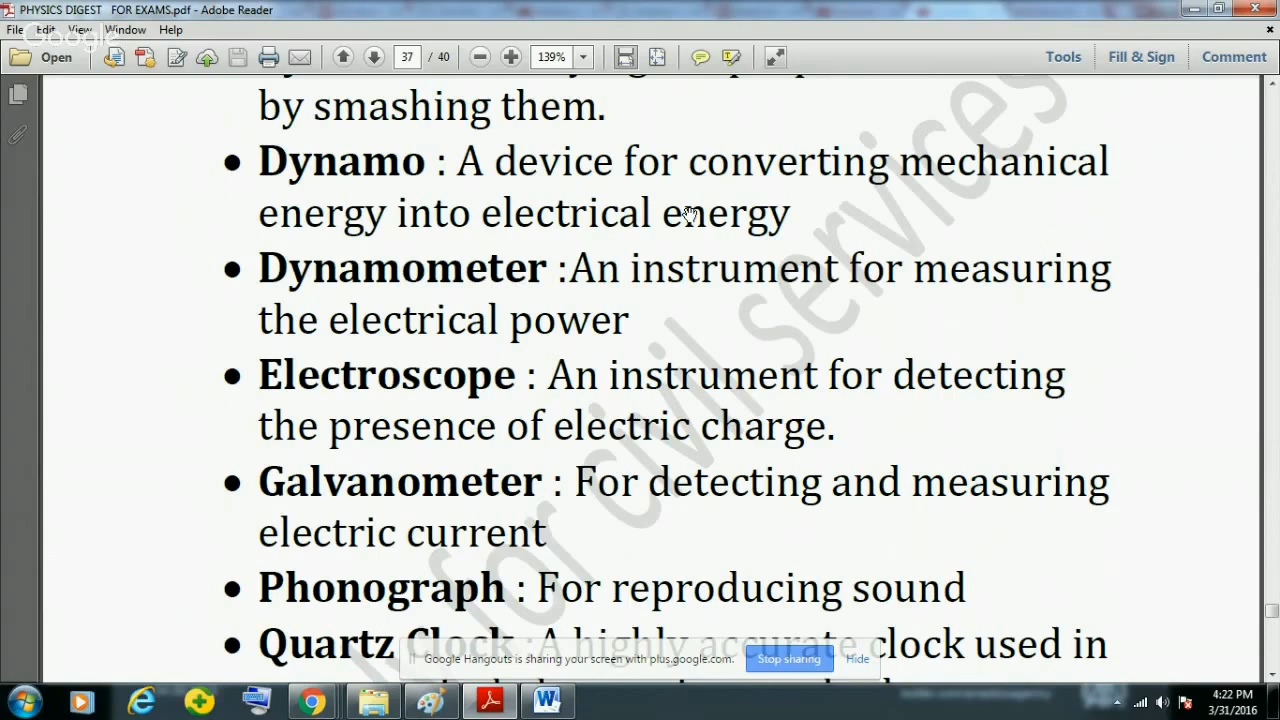 PHYSICS DIGEST FOR EXAMS.pdf - Adobe Reader
File Edit View Window Help
Google
Open 37 / 40 139% Tools Fill & Sign Comment
by smashing them.
• Dynamo : A device for converting mechanical
energy into electrical energy
• Dynamometer :An instrument for measuring
the electrical power
• Electroscope : An instrument for detecting
the presence of electric charge.
• Galvanometer : For detecting and measuring
electric current
• Phonograph : For reproducing sound
• Quartz Clock :A highly accurate clock used in
for civil services
Google Hangouts is sharing your screen with plus.google.com. Stop sharing Hide
4:22 PM
3/31/2016